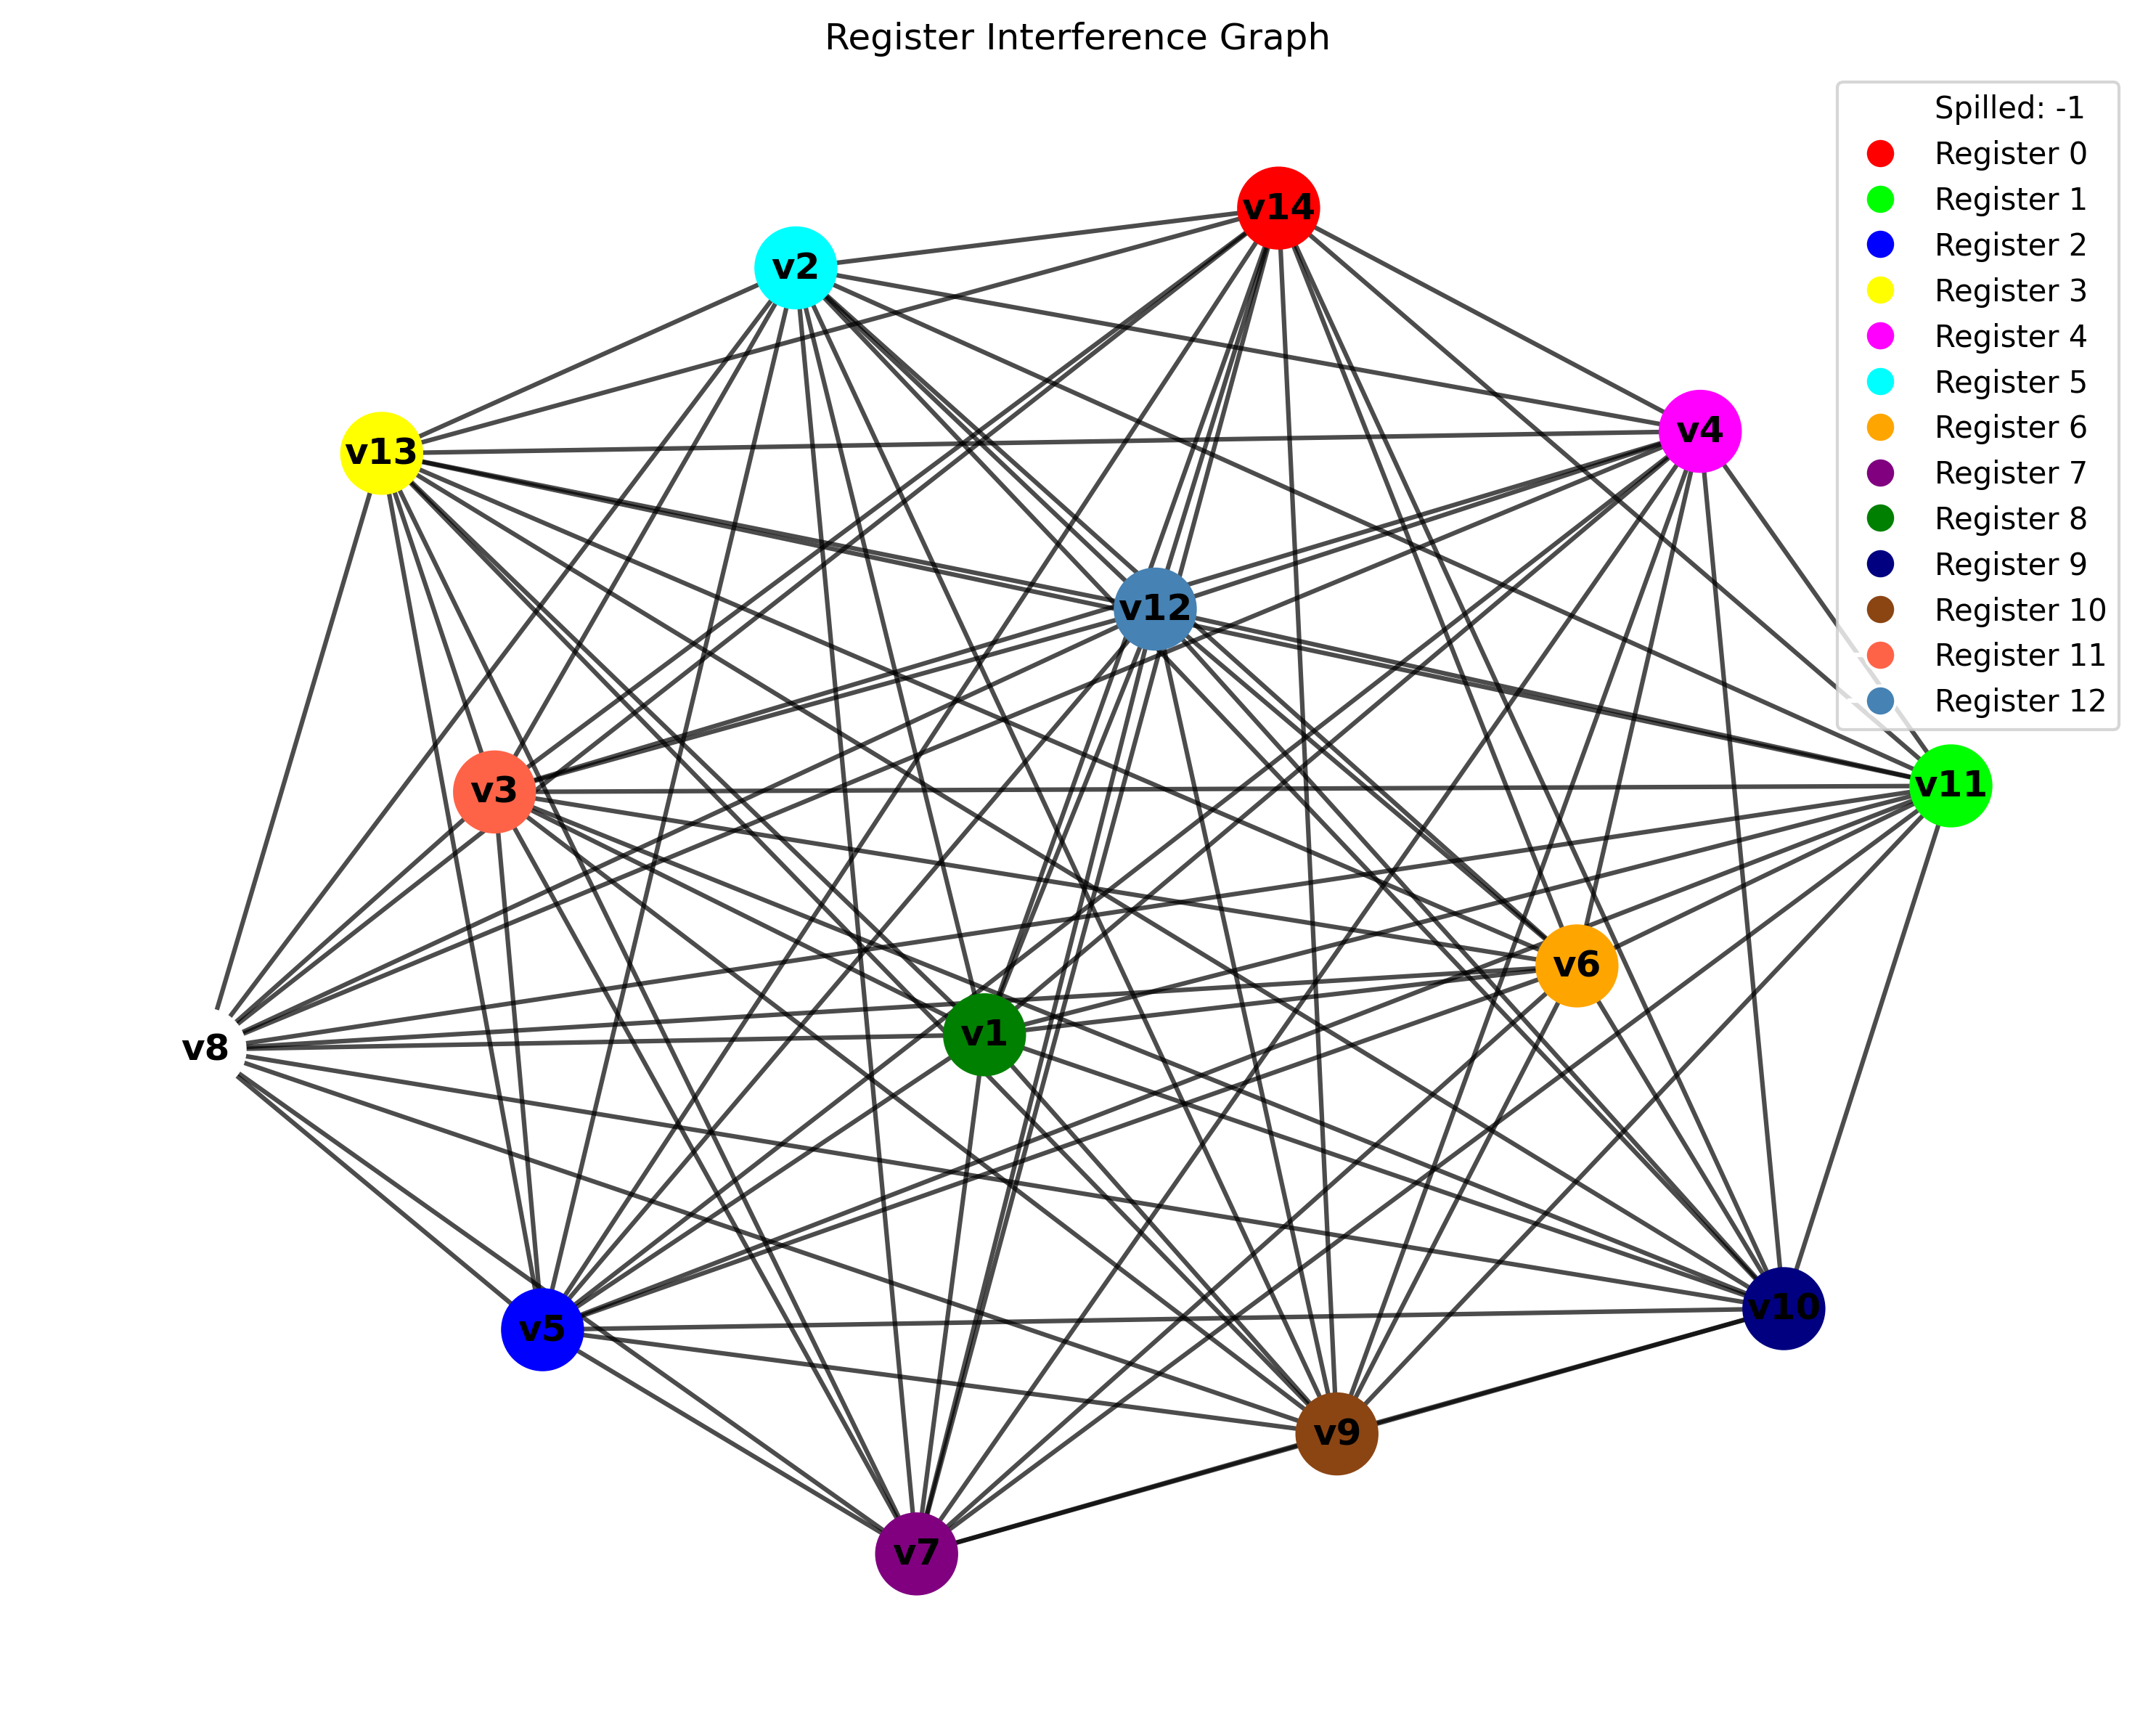 Register Interference Graph
Spilled: -1
Register 0
Register 1
Register 2
Register 3
Register 4
Register 5
Register 6
Register 7
Register 8
Register 9
Register 10
Register 11
Register 12
v14
v2
v4
v13
v12
v11
v3
v6
v1
v8
v10
v5
v9
v7